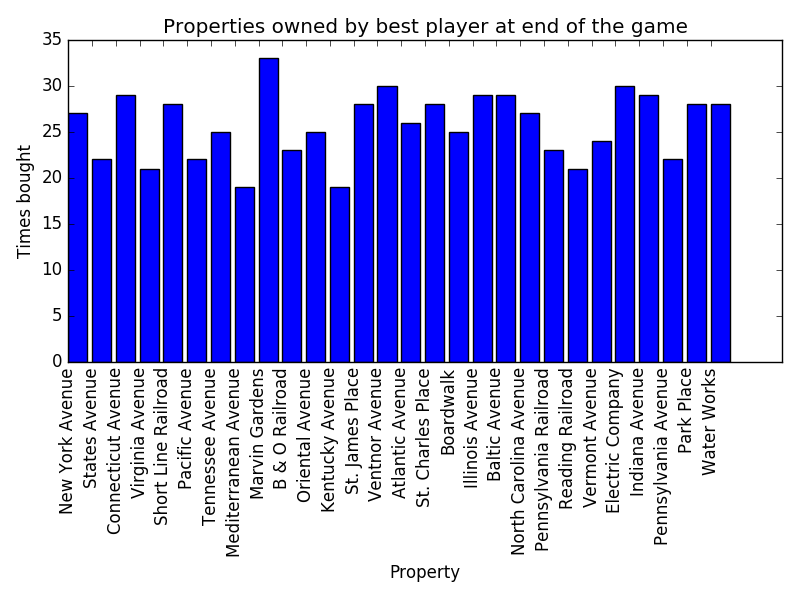 Properties owned by best player at end of the game
35
30
25
20
15
10
5
0
Times bought
New York Avenue
States Avenue
Connecticut Avenue
Virginia Avenue
Short Line Railroad
Pacific Avenue
Tennessee Avenue
Mediterranean Avenue
Marvin Gardens
B & O Railroad
Oriental Avenue
Kentucky Avenue
St. James Place
Ventnor Avenue
Atlantic Avenue
St. Charles Place
Boardwalk
Illinois Avenue
Baltic Avenue
North Carolina Avenue
Pennsylvania Railroad
Reading Railroad
Vermont Avenue
Electric Company
Indiana Avenue
Pennsylvania Avenue
Park Place
Water Works
Property